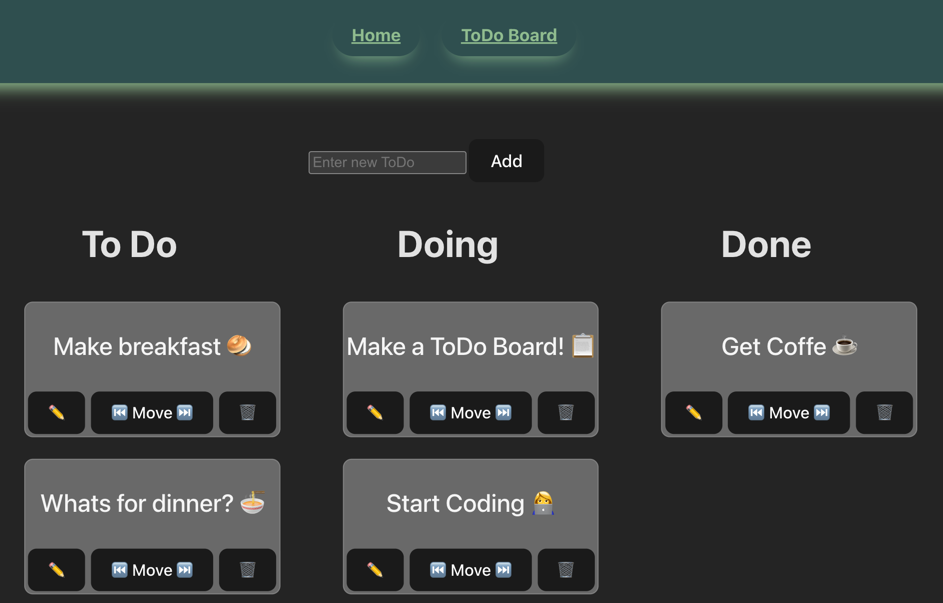 Home ToDo Board
Enter new ToDo Add
To Do Doing Done
Make breakfast 🥯 Make a ToDo Board! 📋 Get Coffe ☕
✏️ ⏮️ Move ⏭️ 🗑️ ✏️ ⏮️ Move ⏭️ 🗑️ ✏️ ⏮️ Move ⏭️ 🗑️
Whats for dinner? 🍜 Start Coding 👩‍💻
✏️ ⏮️ Move ⏭️ 🗑️ ✏️ ⏮️ Move ⏭️ 🗑️